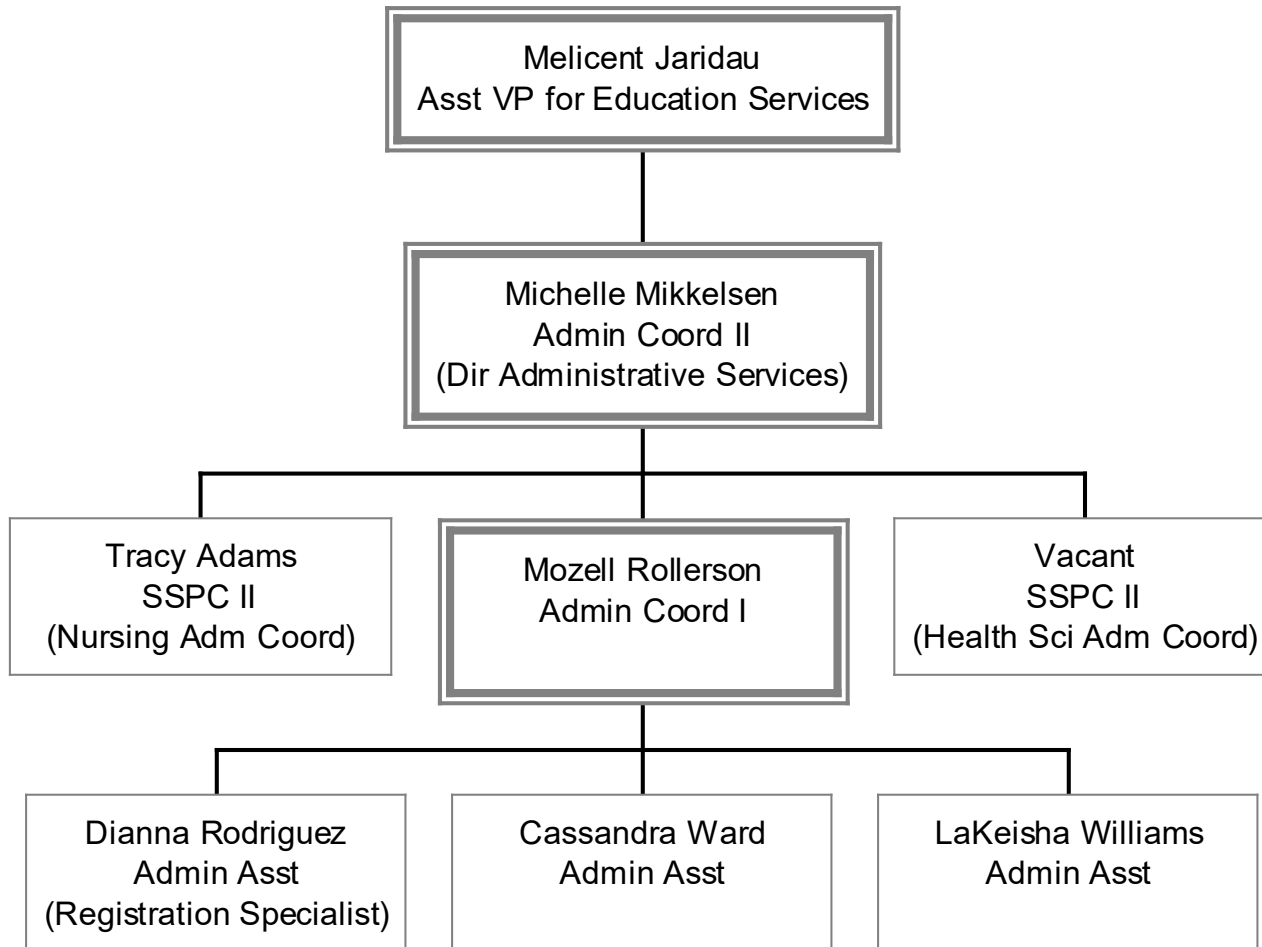 Melicent Jaridau
Asst VP for Education Services
Michelle Mikkelsen
Admin Coord II
(Dir Administrative Services)
Tracy Adams
SSPC II
(Nursing Adm Coord)
Mozell Rollerson
Admin Coord I
Vacant
SSPC II
(Health Sci Adm Coord)
Dianna Rodriguez
Admin Asst
(Registration Specialist)
Cassandra Ward
Admin Asst
LaKeisha Williams
Admin Asst